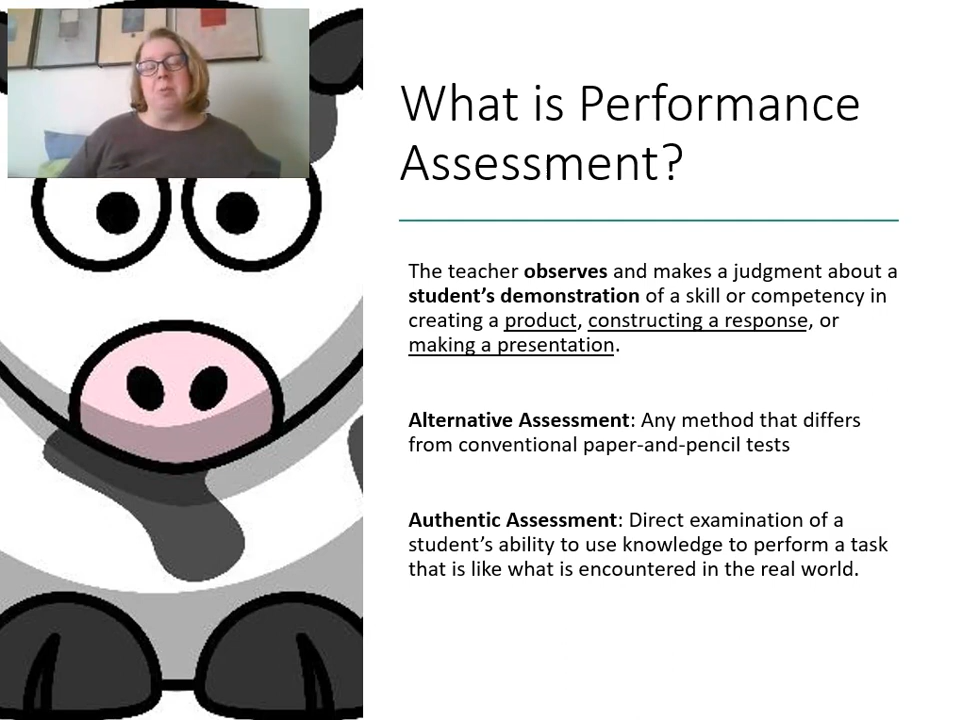 What is Performance
Assessment?
The teacher observes and makes a judgment about a
student’s demonstration of a skill or competency in
creating a product, constructing a response, or
making a presentation.
Alternative Assessment: Any method that differs
from conventional paper-and-pencil tests
Authentic Assessment: Direct examination of a
student’s ability to use knowledge to perform a task
that is like what is encountered in the real world.